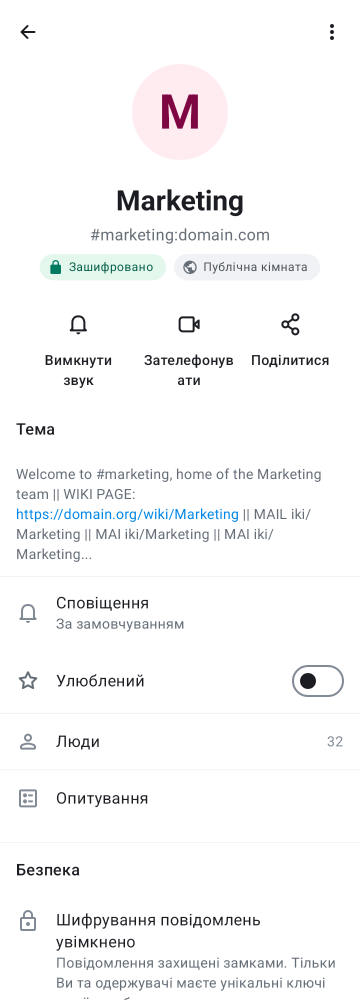 M
Marketing
#marketing:domain.com
Зашифровано
Публічна кімната
Вимкнути
звук
Зателефонув
ати
Поділитися
Тема
Welcome to #marketing, home of the Marketing
team || WIKI PAGE:
https://domain.org/wiki/Marketing || MAIL iki/
Marketing || MAI iki/Marketing || MAI iki/
Marketing...
Сповіщення
За замовчуванням
Улюблений
Люди
32
Опитування
Безпека
Шифрування повідомлень
увімкнено
Повідомлення захищені замками. Тільки
Ви та одержувачі маєте унікальні ключі